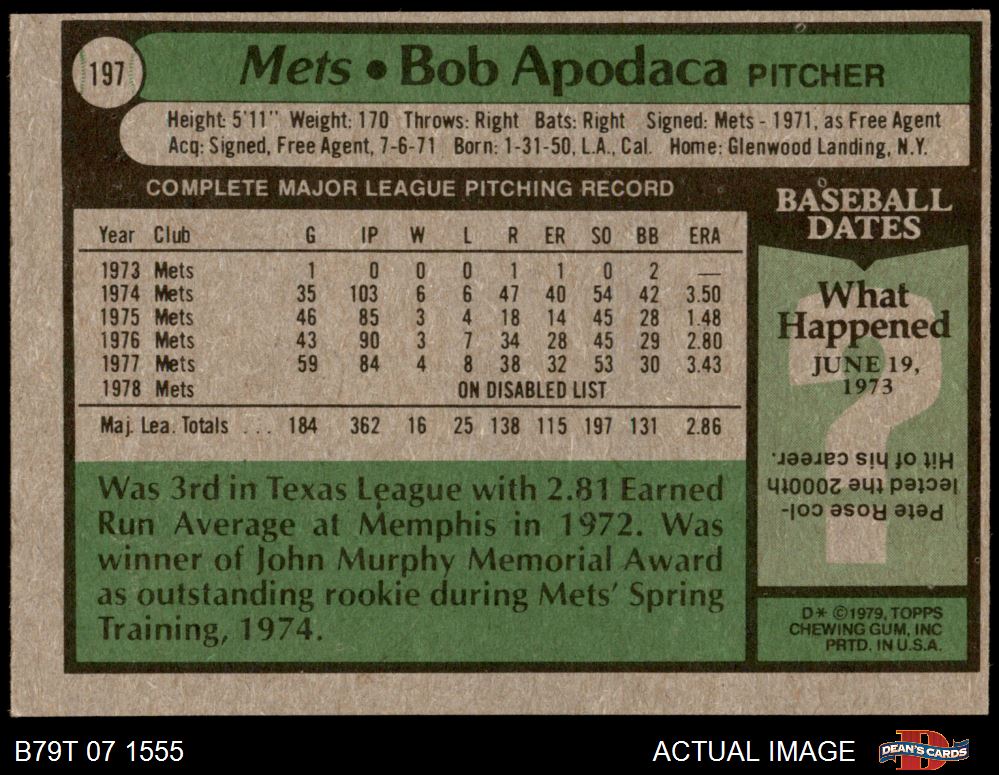 197
Mets • Bob Apodaca PITCHER
Height: 5'11" Weight: 170 Throws: Right Bats: Right Signed: Mets - 1971, as Free Agent
Acq: Signed, Free Agent, 7-6-71 Born: 1-31-50, L.A., Cal. Home: Glenwood Landing, N.Y.
COMPLETE MAJOR LEAGUE PITCHING RECORD
Year Club G IP W L R ER SO BB ERA
1973 Mets 1 0 0 0 1 1 0 2 —
1974 Mets 35 103 6 6 47 40 54 42 3.50
1975 Mets 46 85 3 4 18 14 45 28 1.48
1976 Mets 43 90 3 7 34 28 45 29 2.80
1977 Mets 59 84 4 8 38 32 53 30 3.43
1978 Mets ON DISABLED LIST
Maj. Lea. Totals ... 184 362 16 25 138 115 197 131 2.86
Was 3rd in Texas League with 2.81 Earned
Run Average at Memphis in 1972. Was
winner of John Murphy Memorial Award
as outstanding rookie during Mets' Spring
Training, 1974.
BASEBALL
DATES
What
Happened
JUNE 19,
1973
?
Pete Rose col-
lected the 2000th
Hit of his career.
D* ©1979, TOPPS
CHEWING GUM, INC
PRTD. IN U.S.A.
B79T 07 1555
ACTUAL IMAGE
D
DEAN'S CARDS